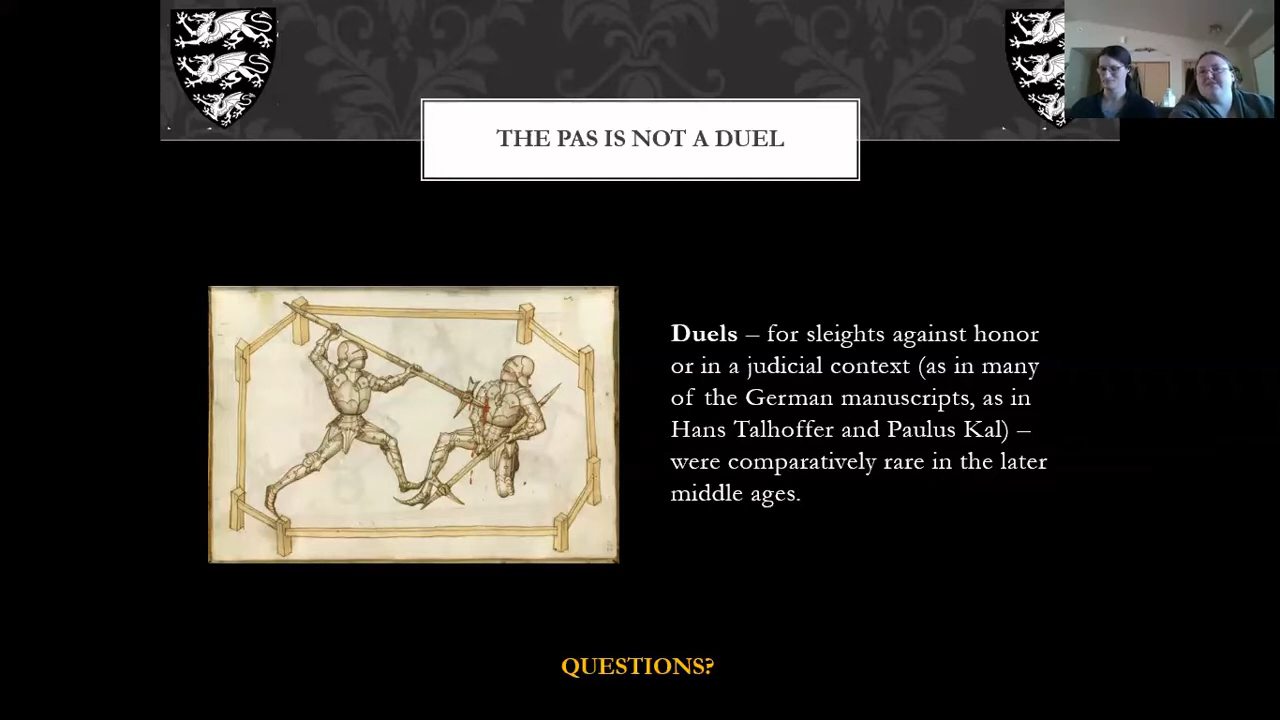 THE PAS IS NOT A DUEL
Duels – for sleights against honor
or in a judicial context (as in many
of the German manuscripts, as in
Hans Talhoffer and Paulus Kal) –
were comparatively rare in the later
middle ages.
QUESTIONS?